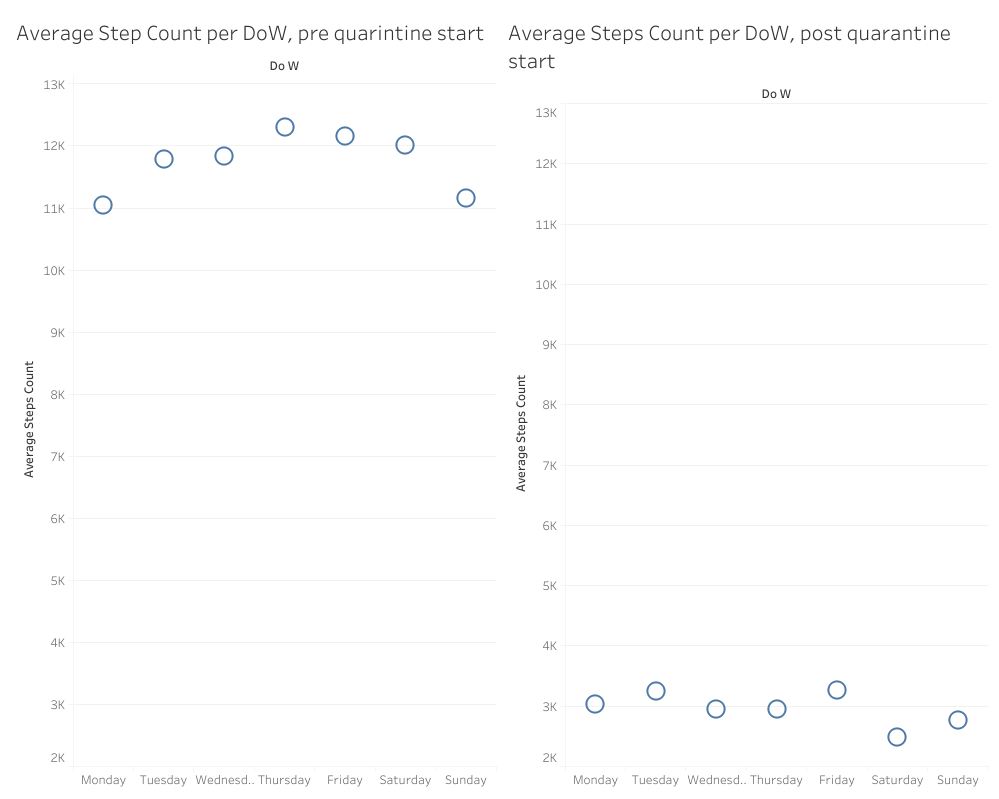 Average Step Count per DoW, pre quarintine start
Do W
13K
12K
11K
10K
9K
8K
7K
6K
5K
4K
3K
2K
Average Steps Count
Monday Tuesday Wednesd.. Thursday Friday Saturday Sunday
Average Steps Count per DoW, post quarantine
start
Do W
13K
12K
11K
10K
9K
8K
7K
6K
5K
4K
3K
2K
Average Steps Count
Monday Tuesday Wednesd.. Thursday Friday Saturday Sunday